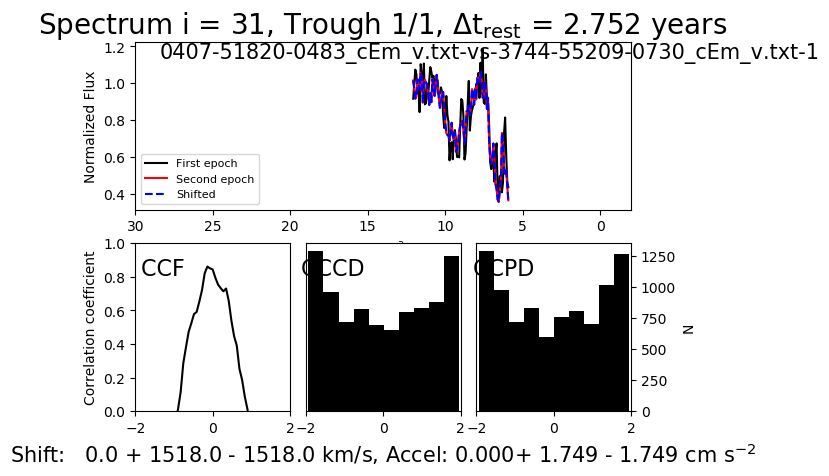 Spectrum i = 31, Trough 1/1, Δt_rest = 2.752 years
0407-51820-0483_cEm_v.txt-vs-3744-55209-0730_cEm_v.txt-1
Normalized Flux
1.2
1.0
0.8
0.6
0.4
First epoch
Second epoch
Shifted
30 25 20 15 10 5 0
Correlation coefficient
1.0
0.8
0.6
0.4
0.2
0.0
CCF
−2 0 2
CCCD
−2 0
CCPD
−2 0 2
1250
1000
750
500
250
0
N
Shift: 0.0 + 1518.0 - 1518.0 km/s, Accel: 0.000+ 1.749 - 1.749 cm s⁻²